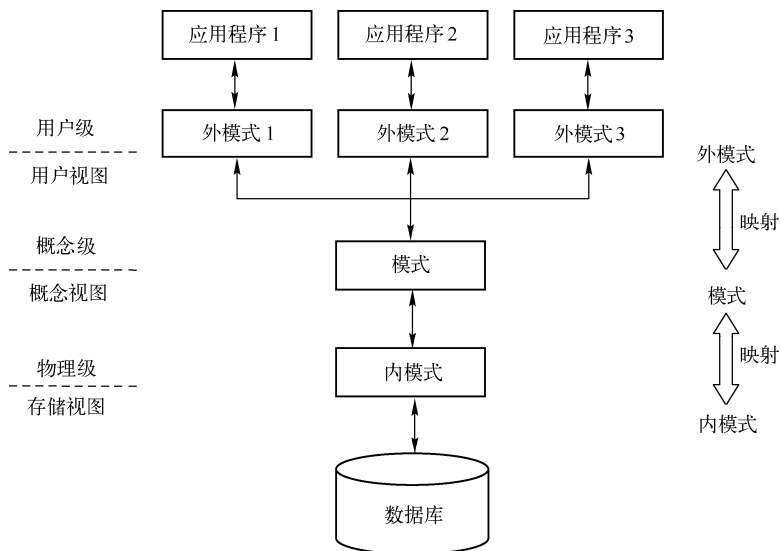 应用程序1
应用程序2
应用程序3
用户级
外模式1
外模式2
外模式3
用户视图
外模式
映射
概念级
模式
概念视图
模式
映射
物理级
内模式
存储视图
内模式
数据库